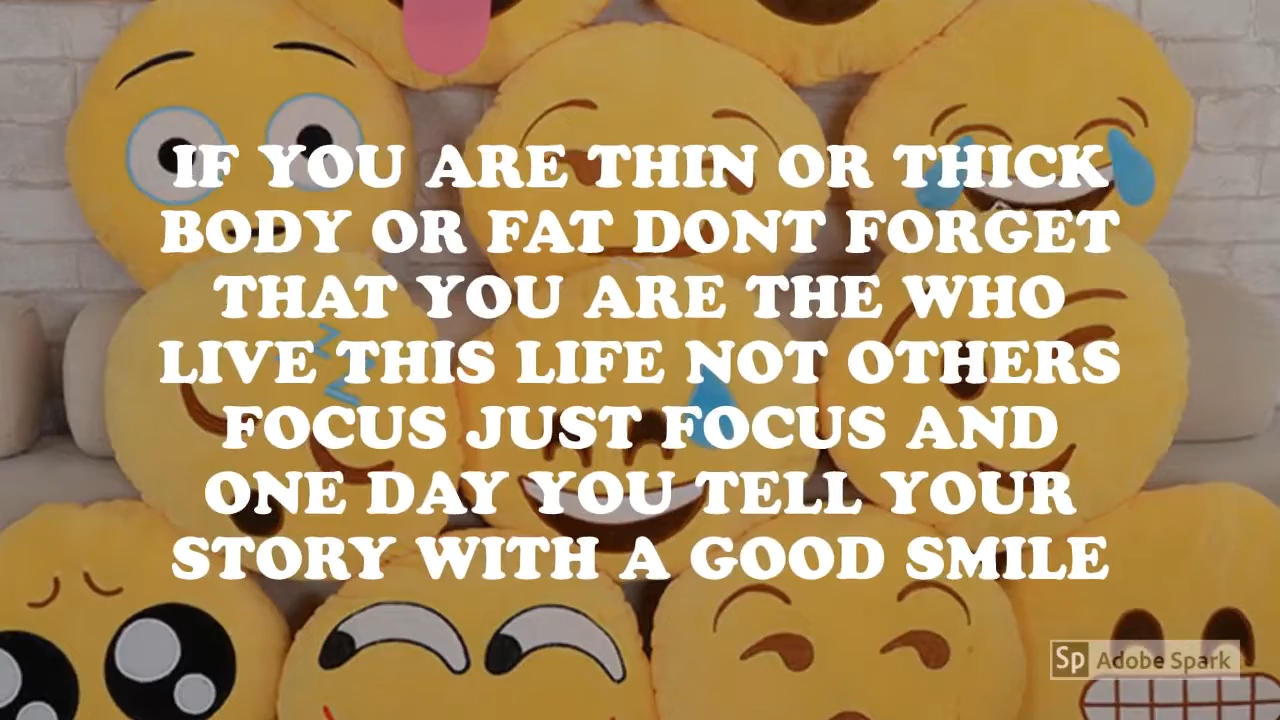 IF YOU ARE THIN OR THICK
BODY OR FAT DONT FORGET
THAT YOU ARE THE WHO
LIVE THIS LIFE NOT OTHERS
FOCUS JUST FOCUS AND
ONE DAY YOU TELL YOUR
STORY WITH A GOOD SMILE
Sp Adobe Spark